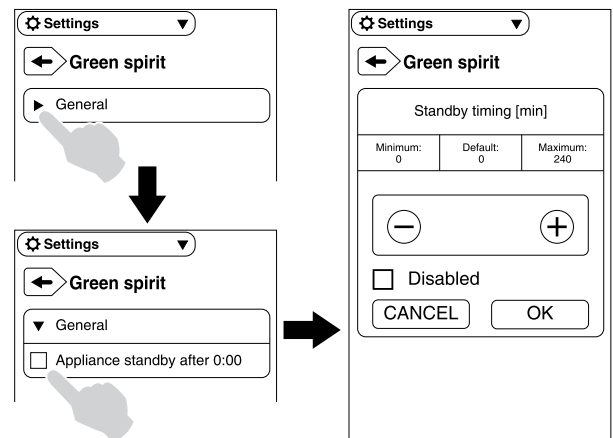 Settings
Green spirit
General
Settings
Green spirit
General
Appliance standby after 0:00
Settings
Green spirit
Standby timing [min]
Minimum: Default: Maximum:
0 0 240
Disabled
CANCEL OK